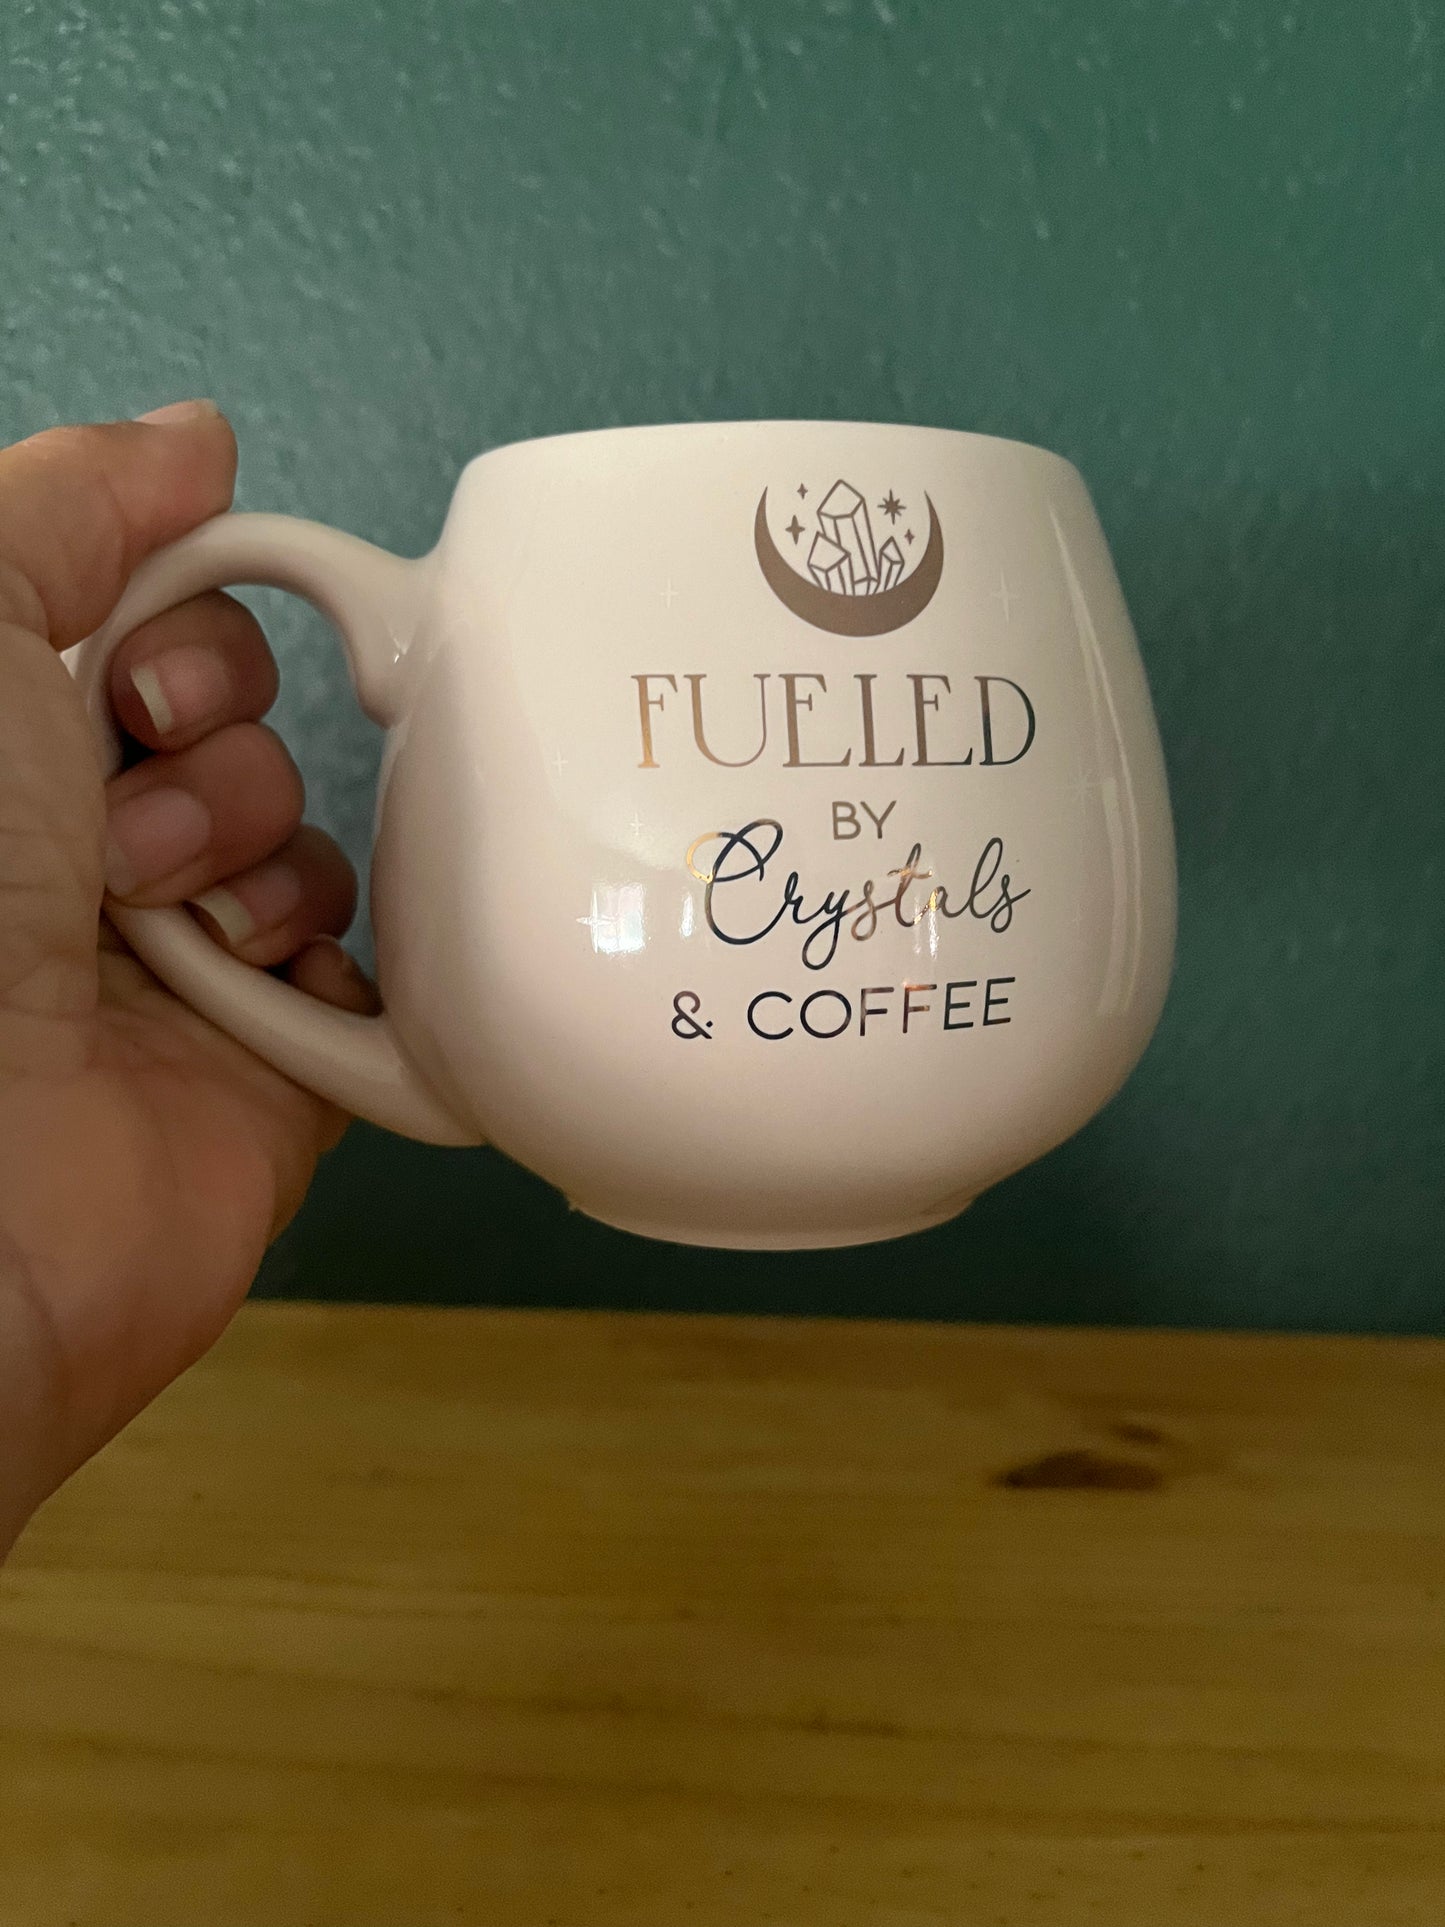 FUELED
BY
Crystals
& COFFEE